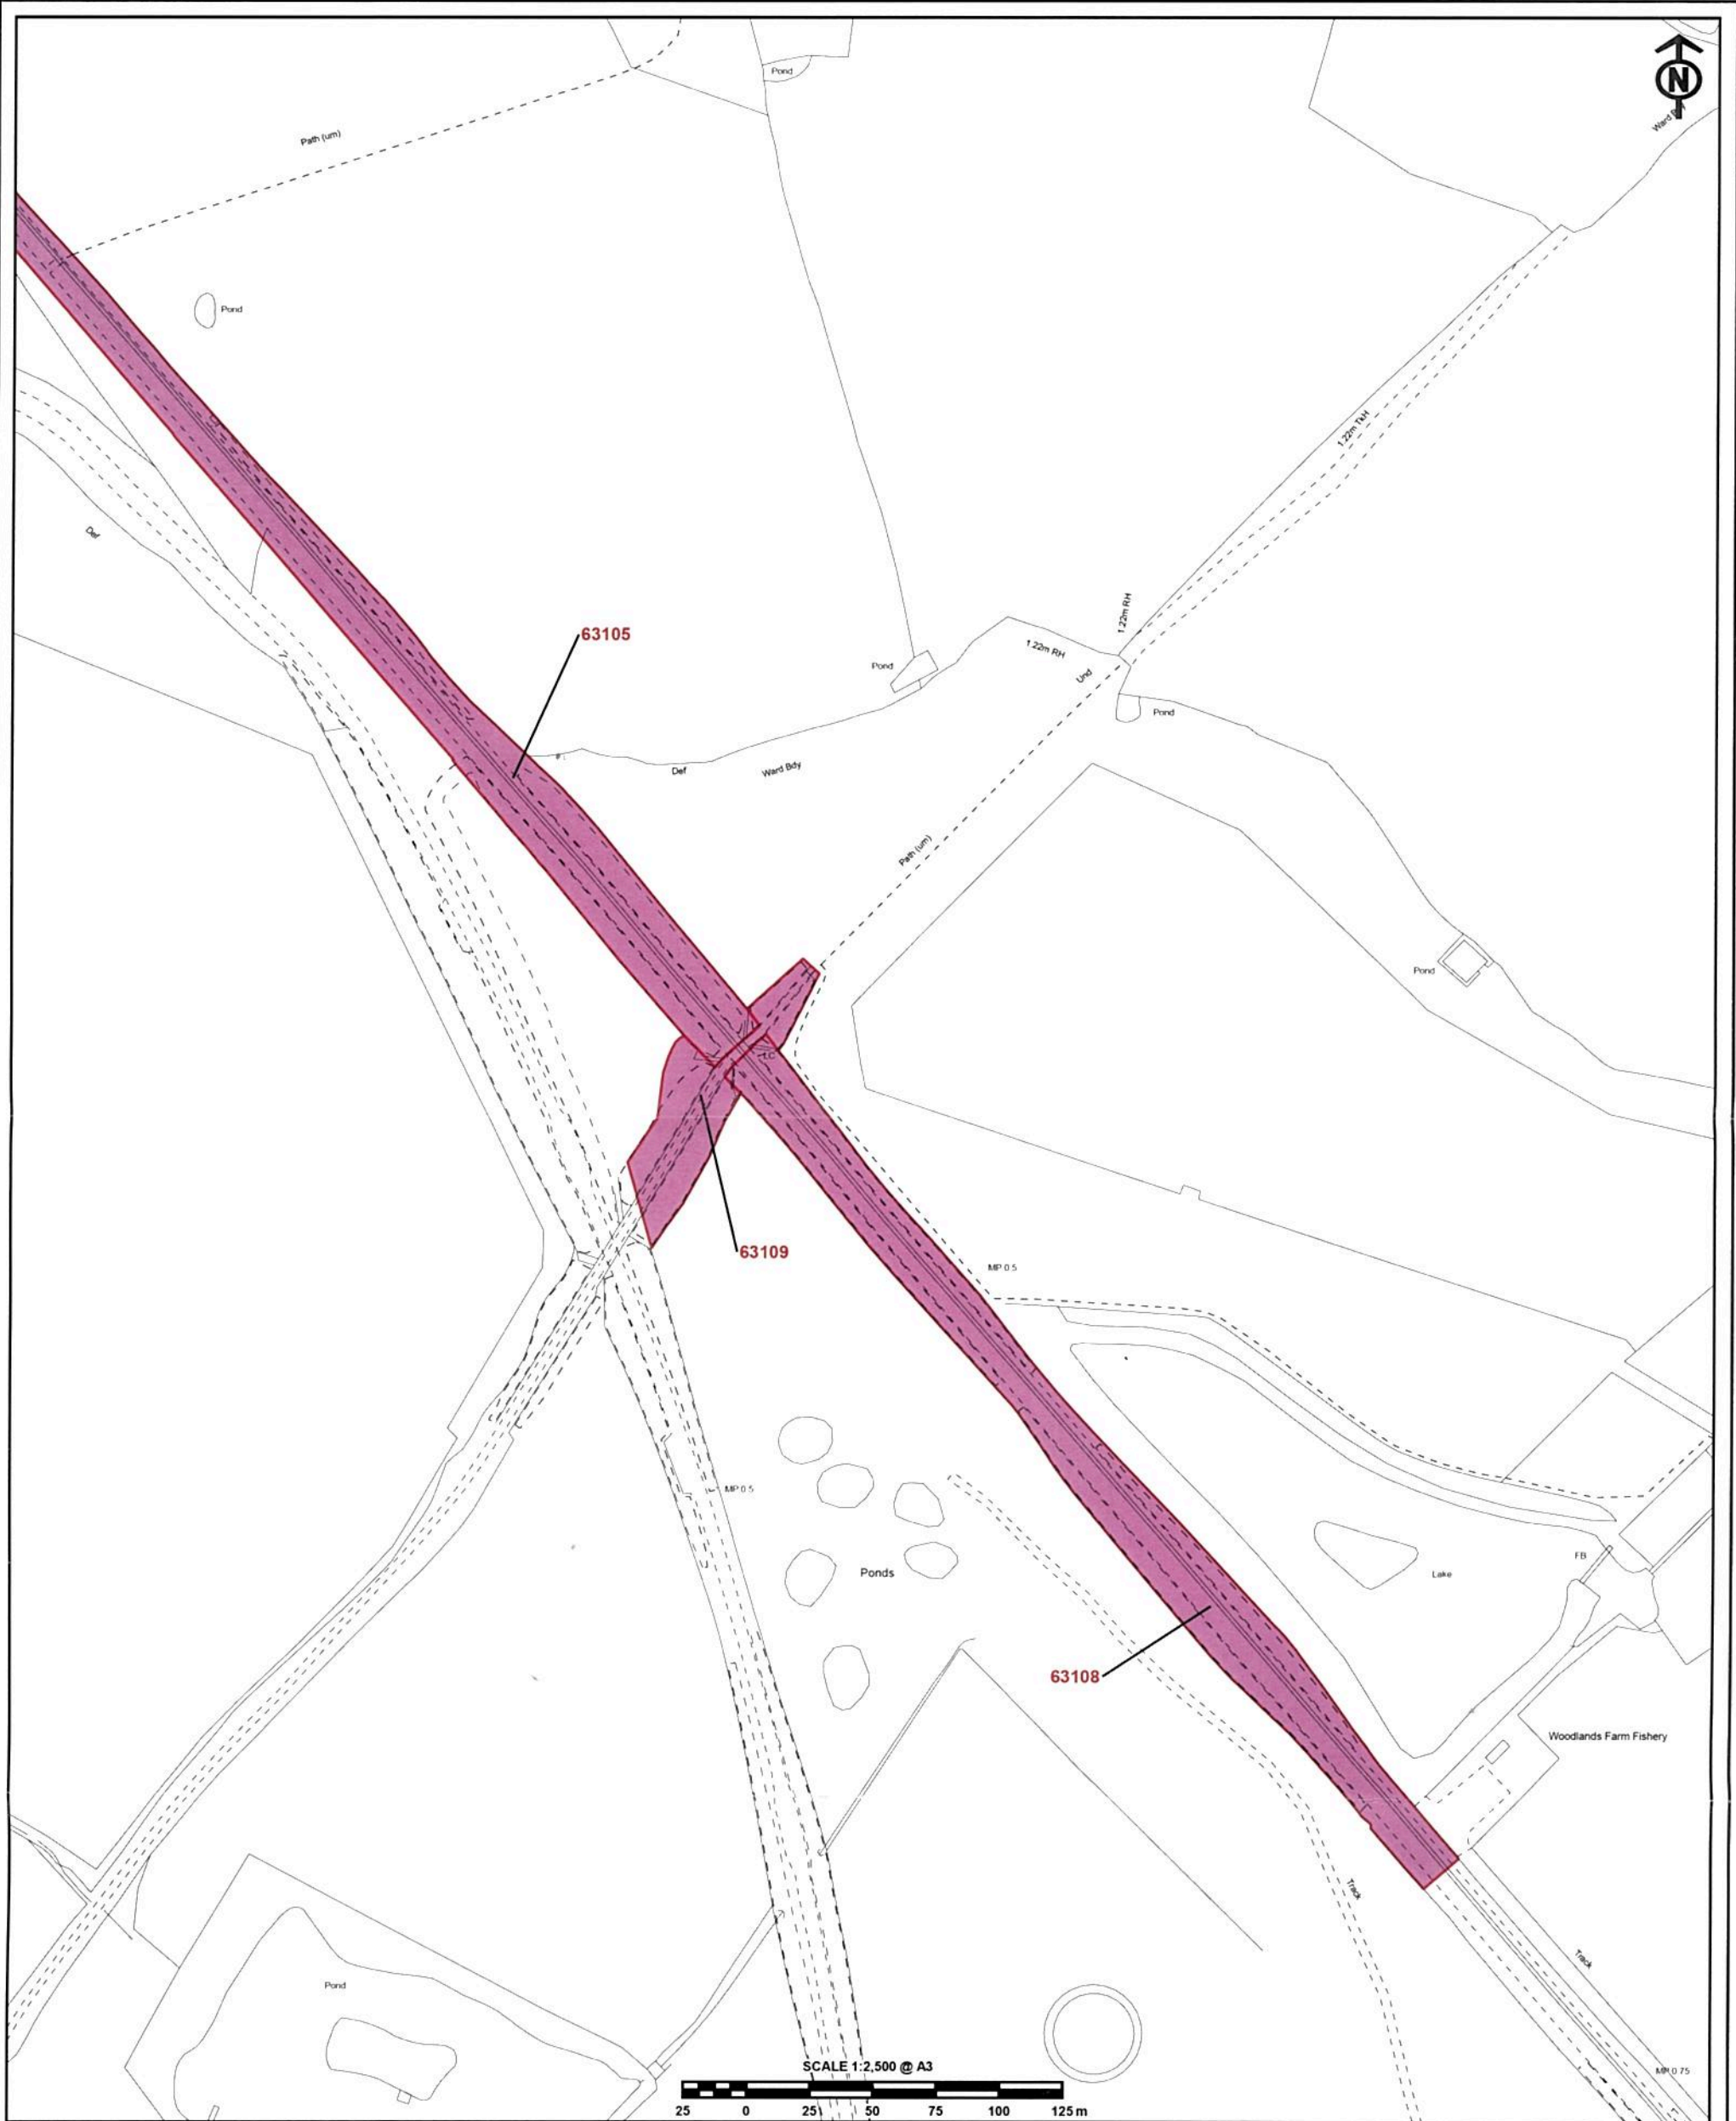 Pond
N
Ward Bdy
Path (um)
Pond
1.22m TkH
Def
1.22m RH
63105
1.22m RH
Pond
Und
Pond
Def
Ward Bdy
Path (um)
Pond
LC
63109
MP 0.5
MP 0.5
Ponds
FB
Lake
63108
Woodlands Farm Fishery
Track
Track
Pond
SCALE 1:2,500 @ A3
MP 0.75
25 0 25 50 75 100 125 m